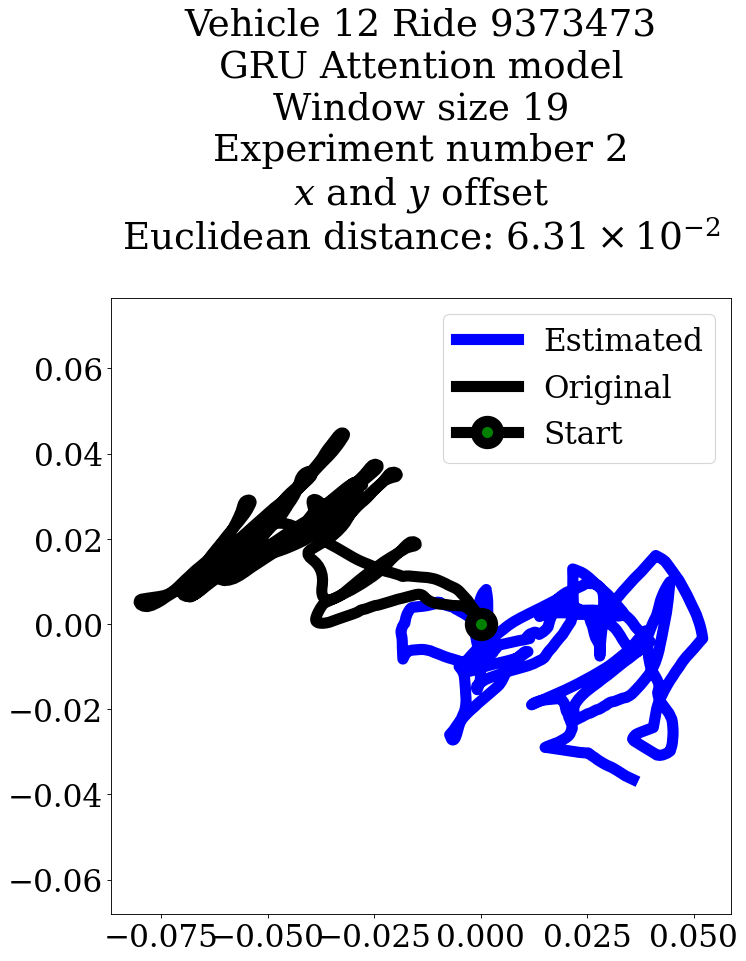 Vehicle 12 Ride 9373473
GRU Attention model
Window size 19
Experiment number 2
x and y offset
Euclidean distance: 6.31 × 10⁻²
Estimated
Original
Start
0.06
0.04
0.02
0.00
−0.02
−0.04
−0.06
−0.075 −0.050 −0.025 0.000 0.025 0.050